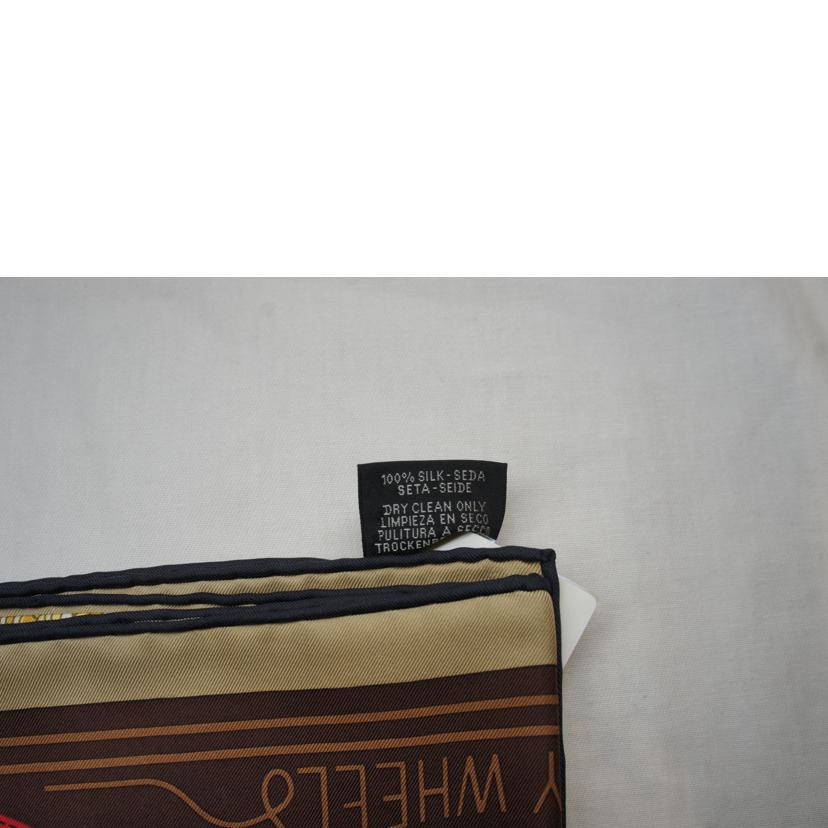 100% SILK-SEDA
SETA-SEIDE
DRY CLEAN ONLY
LIMPIEZA EN SECO
PULITURA A SECCO
Y WHEELS